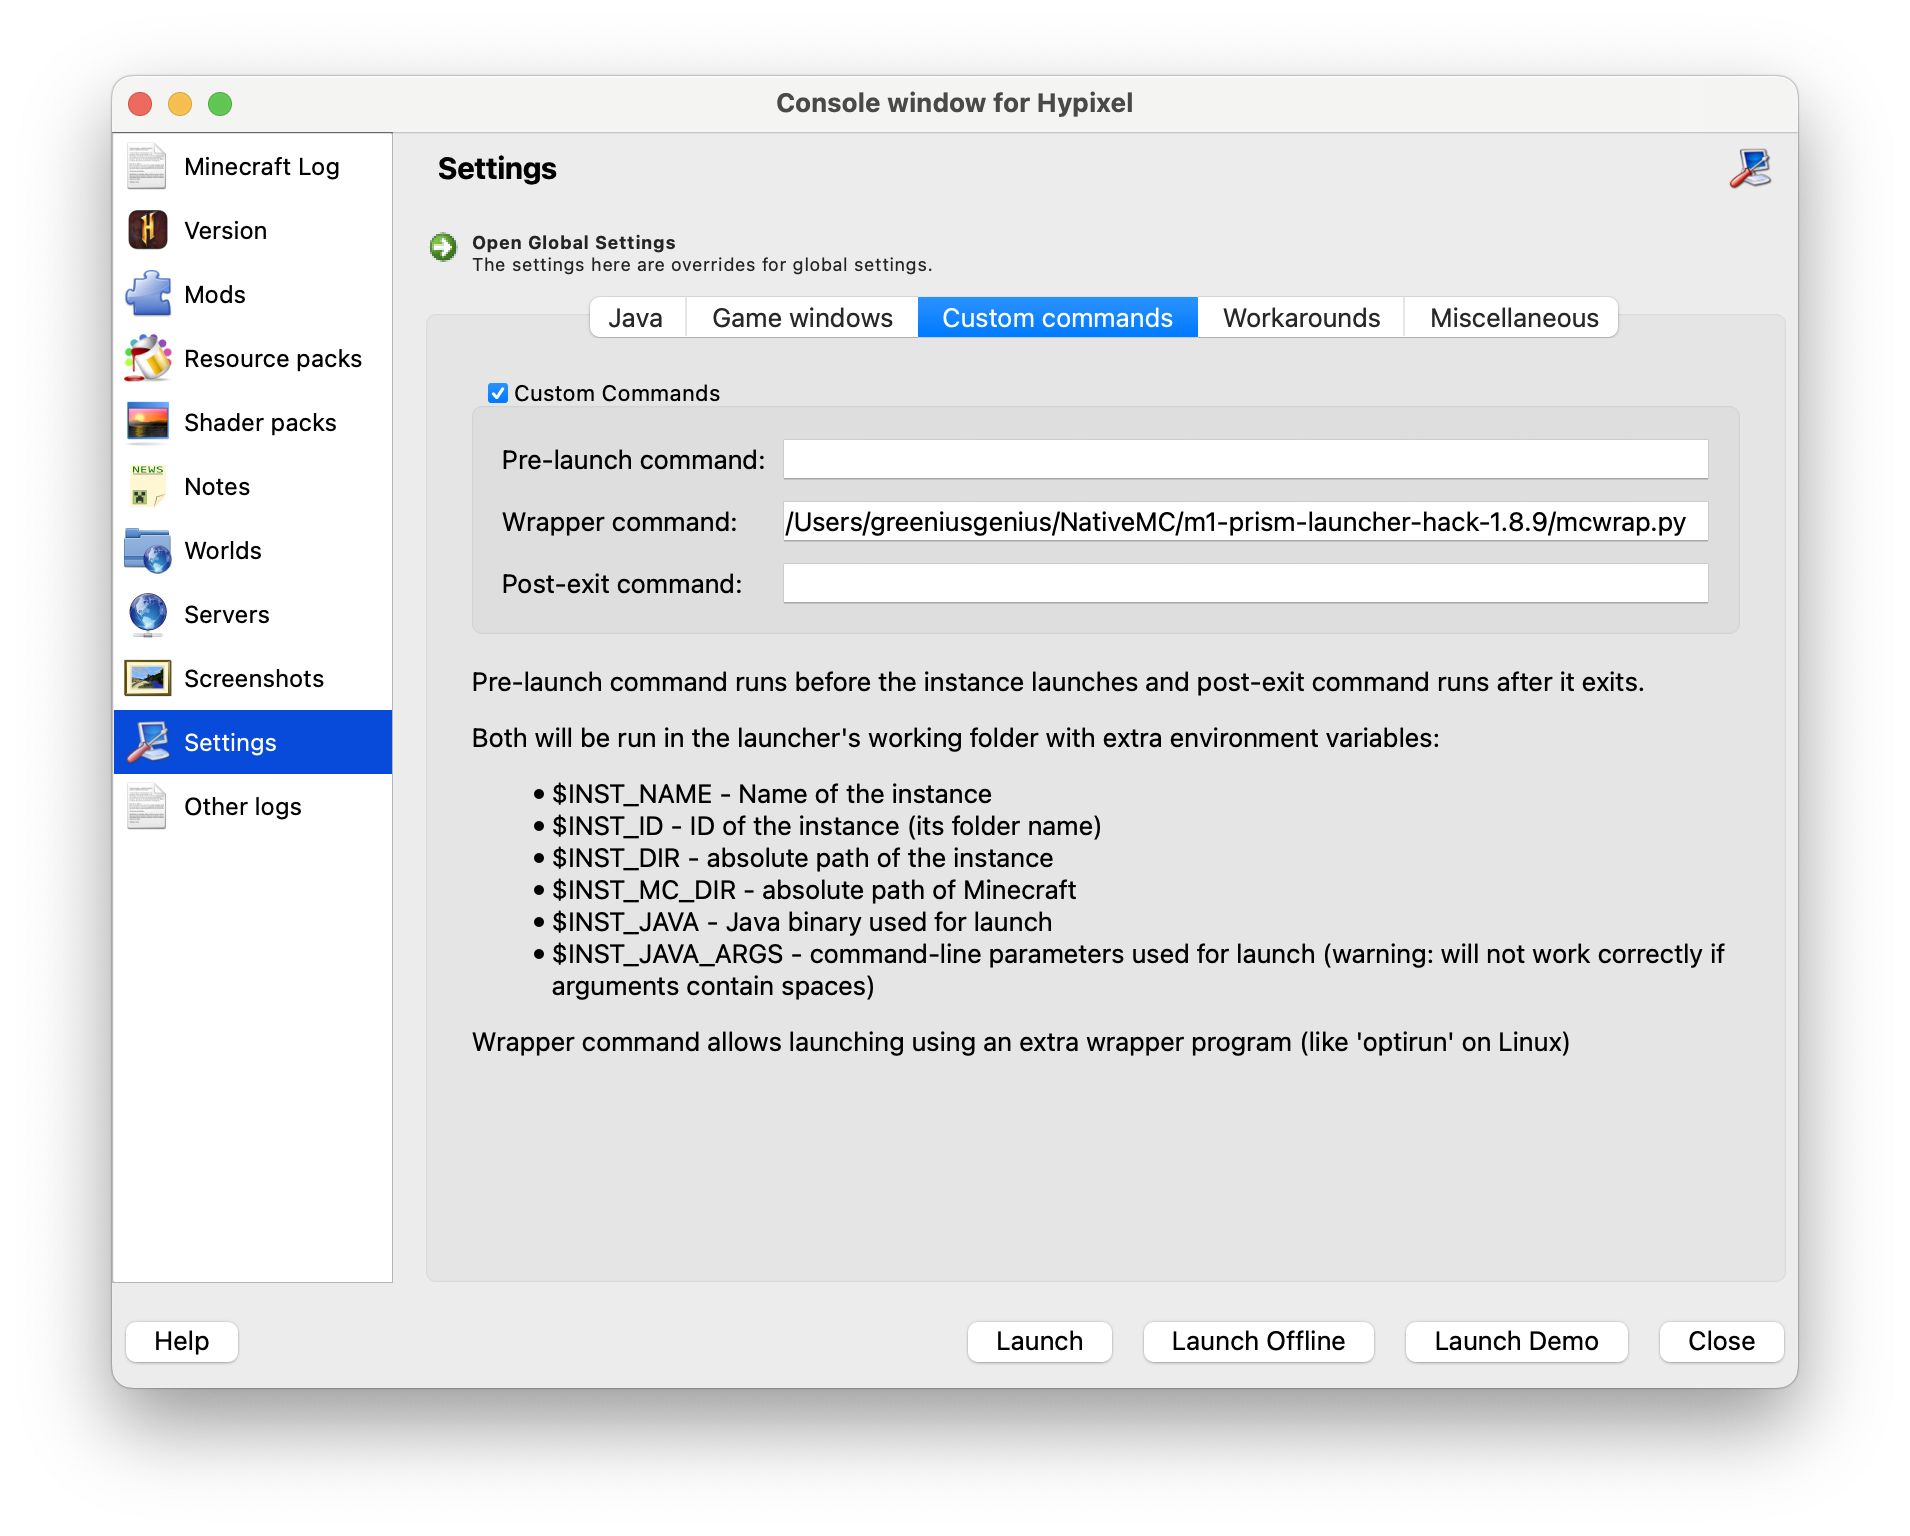 Console window for Hypixel
Minecraft Log
Version
Mods
Resource packs
Shader packs
NEWS
Notes
Worlds
Servers
Screenshots
Settings
Other logs
Settings
Open Global Settings
The settings here are overrides for global settings.
Java Game windows Custom commands Workarounds Miscellaneous
Custom Commands
Pre-launch command:
Wrapper command: /Users/greeniusgenius/NativeMC/m1-prism-launcher-hack-1.8.9/mcwrap.py
Post-exit command:
Pre-launch command runs before the instance launches and post-exit command runs after it exits.
Both will be run in the launcher's working folder with extra environment variables:
• $INST_NAME - Name of the instance
• $INST_ID - ID of the instance (its folder name)
• $INST_DIR - absolute path of the instance
• $INST_MC_DIR - absolute path of Minecraft
• $INST_JAVA - Java binary used for launch
• $INST_JAVA_ARGS - command-line parameters used for launch (warning: will not work correctly if
arguments contain spaces)
Wrapper command allows launching using an extra wrapper program (like 'optirun' on Linux)
Help Launch Launch Offline Launch Demo Close